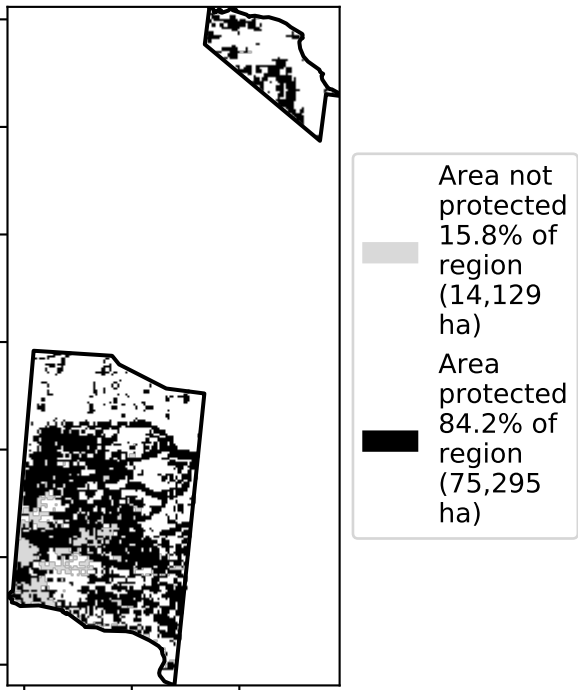 Area not
protected
15.8% of
region
(14,129
ha)
Area
protected
84.2% of
region
(75,295
ha)